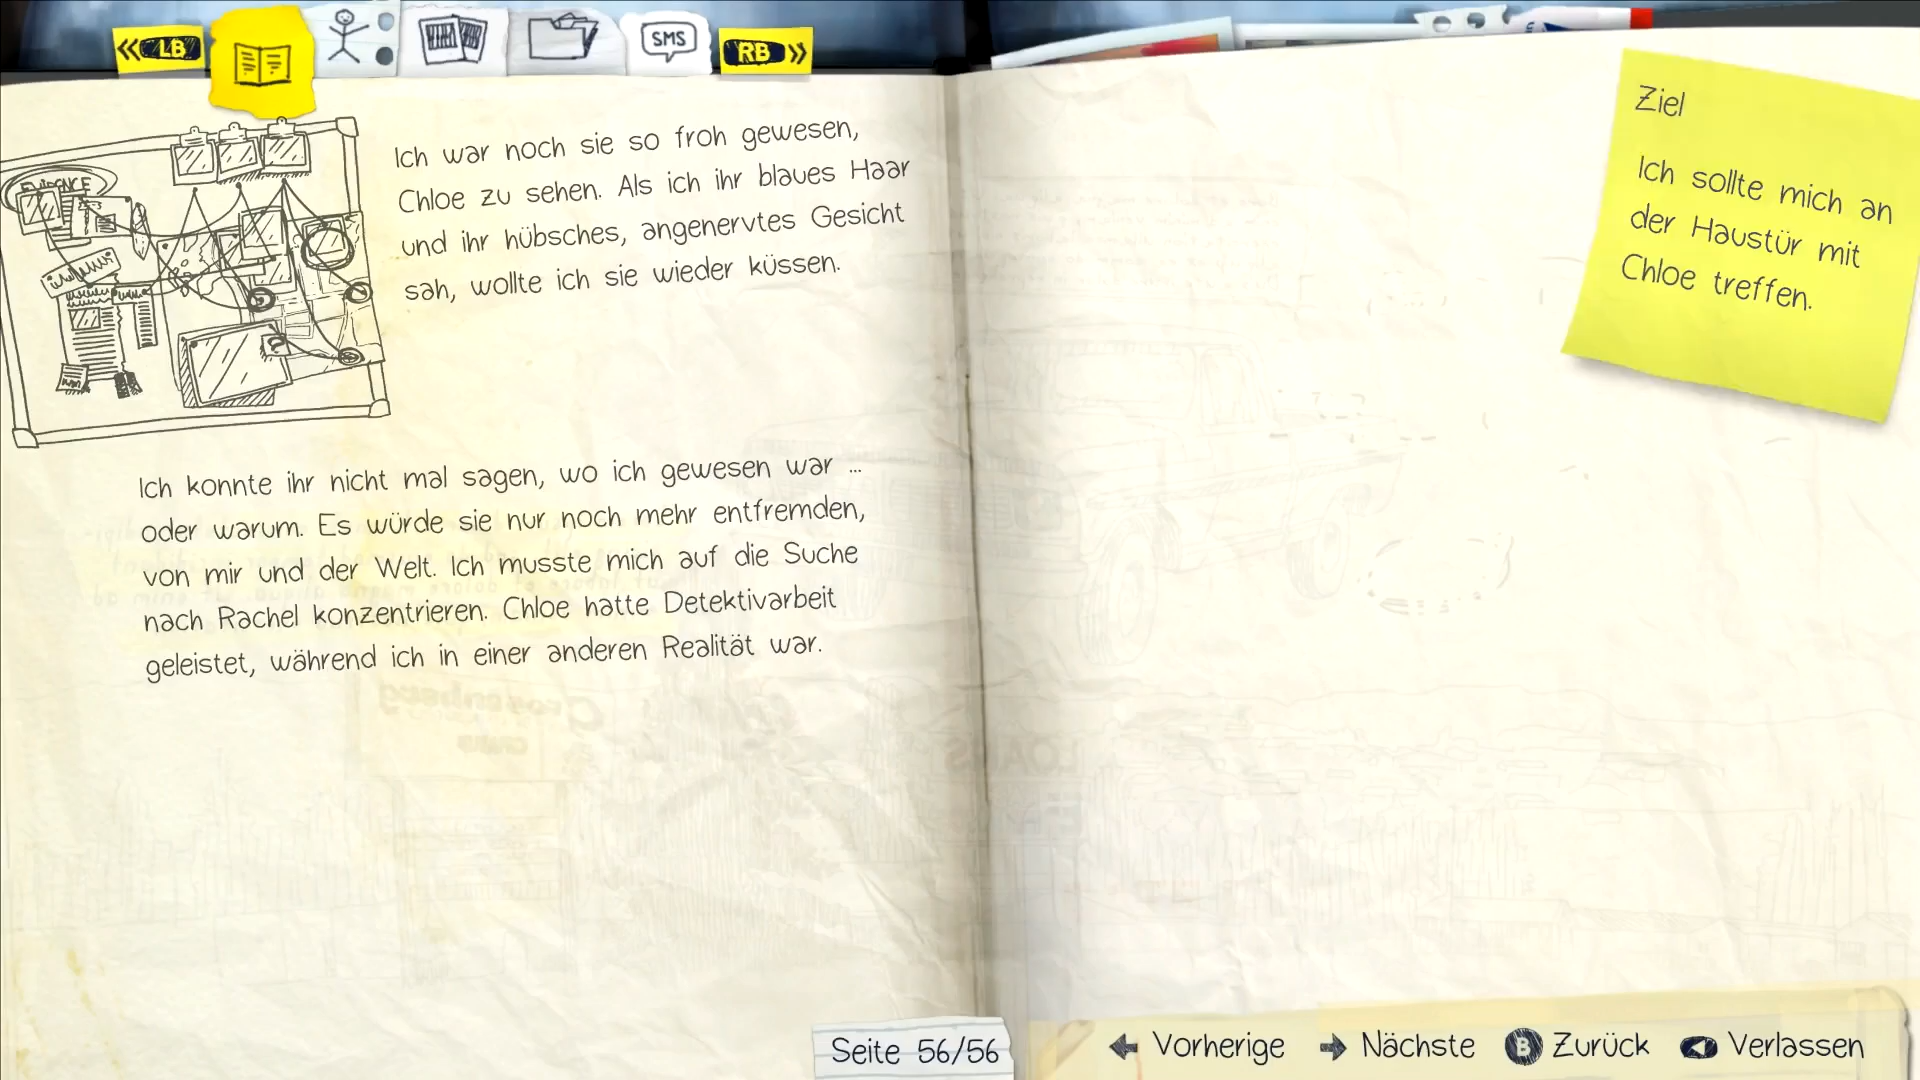 LB
SMS
RB
EVIDENCE
Ich war noch sie so froh gewesen,
Chloe zu sehen. Als ich ihr blaues Haar
und ihr hübsches, angenervtes Gesicht
sah, wollte ich sie wieder küssen.
Ich konnte ihr nicht mal sagen, wo ich gewesen war ...
oder warum. Es würde sie nur noch mehr entfremden,
von mir und der Welt. Ich musste mich auf die Suche
nach Rachel konzentrieren. Chloe hatte Detektivarbeit
geleistet, während ich in einer anderen Realität war.
Ziel
Ich sollte mich an
der Haustür mit
Chloe treffen.
Seite 56/56
Vorherige
Nächste
B Zurück
Verlassen